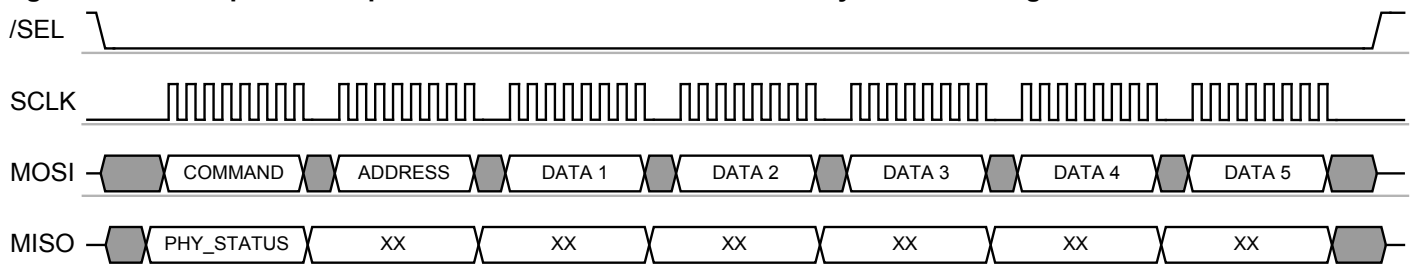 /SEL
SCLK
MOSI COMMAND ADDRESS DATA 1 DATA 2 DATA 3 DATA 4 DATA 5
MISO PHY_STATUS XX XX XX XX XX XX